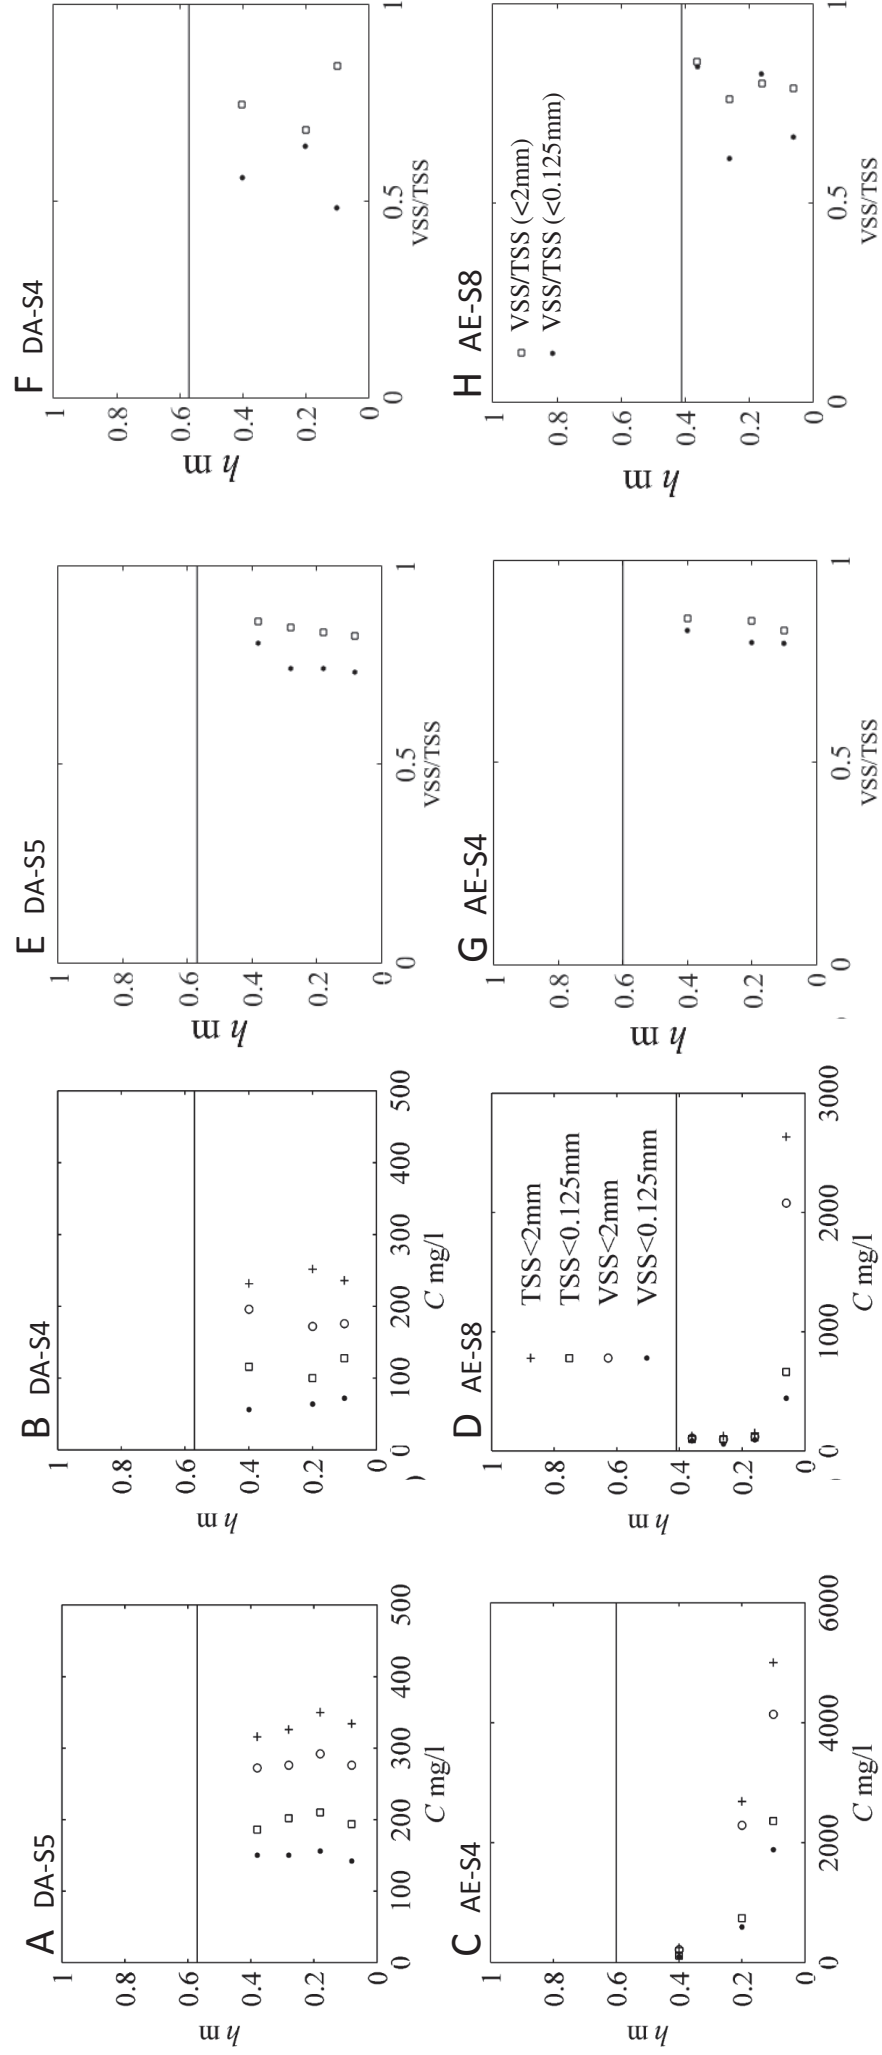 A DA-S5
1
0.8
0.6
0.4
0.2
0
h m
0 100 200 300 400 500
C mg/l
B DA-S4
1
0.8
0.6
0.4
0.2
0
h m
0 100 200 300 400 500
C mg/l
)
E DA-S5
1
0.8
0.6
0.4
0.2
0
h m
0 0.5 1
VSS/TSS
F DA-S4
1
0.8
0.6
0.4
0.2
0
h m
0 0.5 1
VSS/TSS
C AE-S4
1
0.8
0.6
0.4
0.2
0
h m
0 2000 4000 6000
C mg/l
D AE-S8
TSS<2mm
TSS<0.125mm
VSS<2mm
VSS<0.125mm
1
0.8
0.6
0.4
0.2
0
h m
0 1000 2000 3000
C mg/l
)
G AE-S4
1
0.8
0.6
0.4
0.2
0
h m
0 0.5 1
VSS/TSS
)
H AE-S8
VSS/TSS (<2mm)
VSS/TSS (<0.125mm)
1
0.8
0.6
0.4
0.2
0
h m
0 0.5 1
VSS/TSS